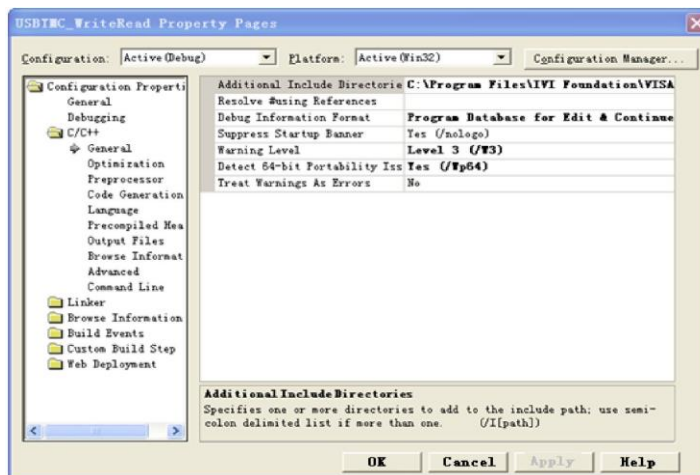 USBTMC_WriteRead Property Pages
Configuration: Active(Debug) Platform: Active(Win32) Configuration Manager...
Configuration Properti
General
Debugging
C/C++
General
Optimization
Preprocessor
Code Generation
Language
Precompiled Hea
Output Files
Browse Informat
Advanced
Command Line
Linker
Browse Information
Build Events
Custom Build Step
Web Deployment
Additional Include Directorie C:\Program Files\IVI Foundation\VISA
Resolve #using References
Debug Information Format Program Database for Edit & Continue
Suppress Startup Banner Yes (/nologo)
Warning Level Level 3 (/W3)
Detect 64-bit Portability Iss Yes (/Wp64)
Treat Warnings As Errors No
Additional Include Directories
Specifies one or more directories to add to the include path; use semi-
colon delimited list if more than one. (/I[path])
OK Cancel Apply Help